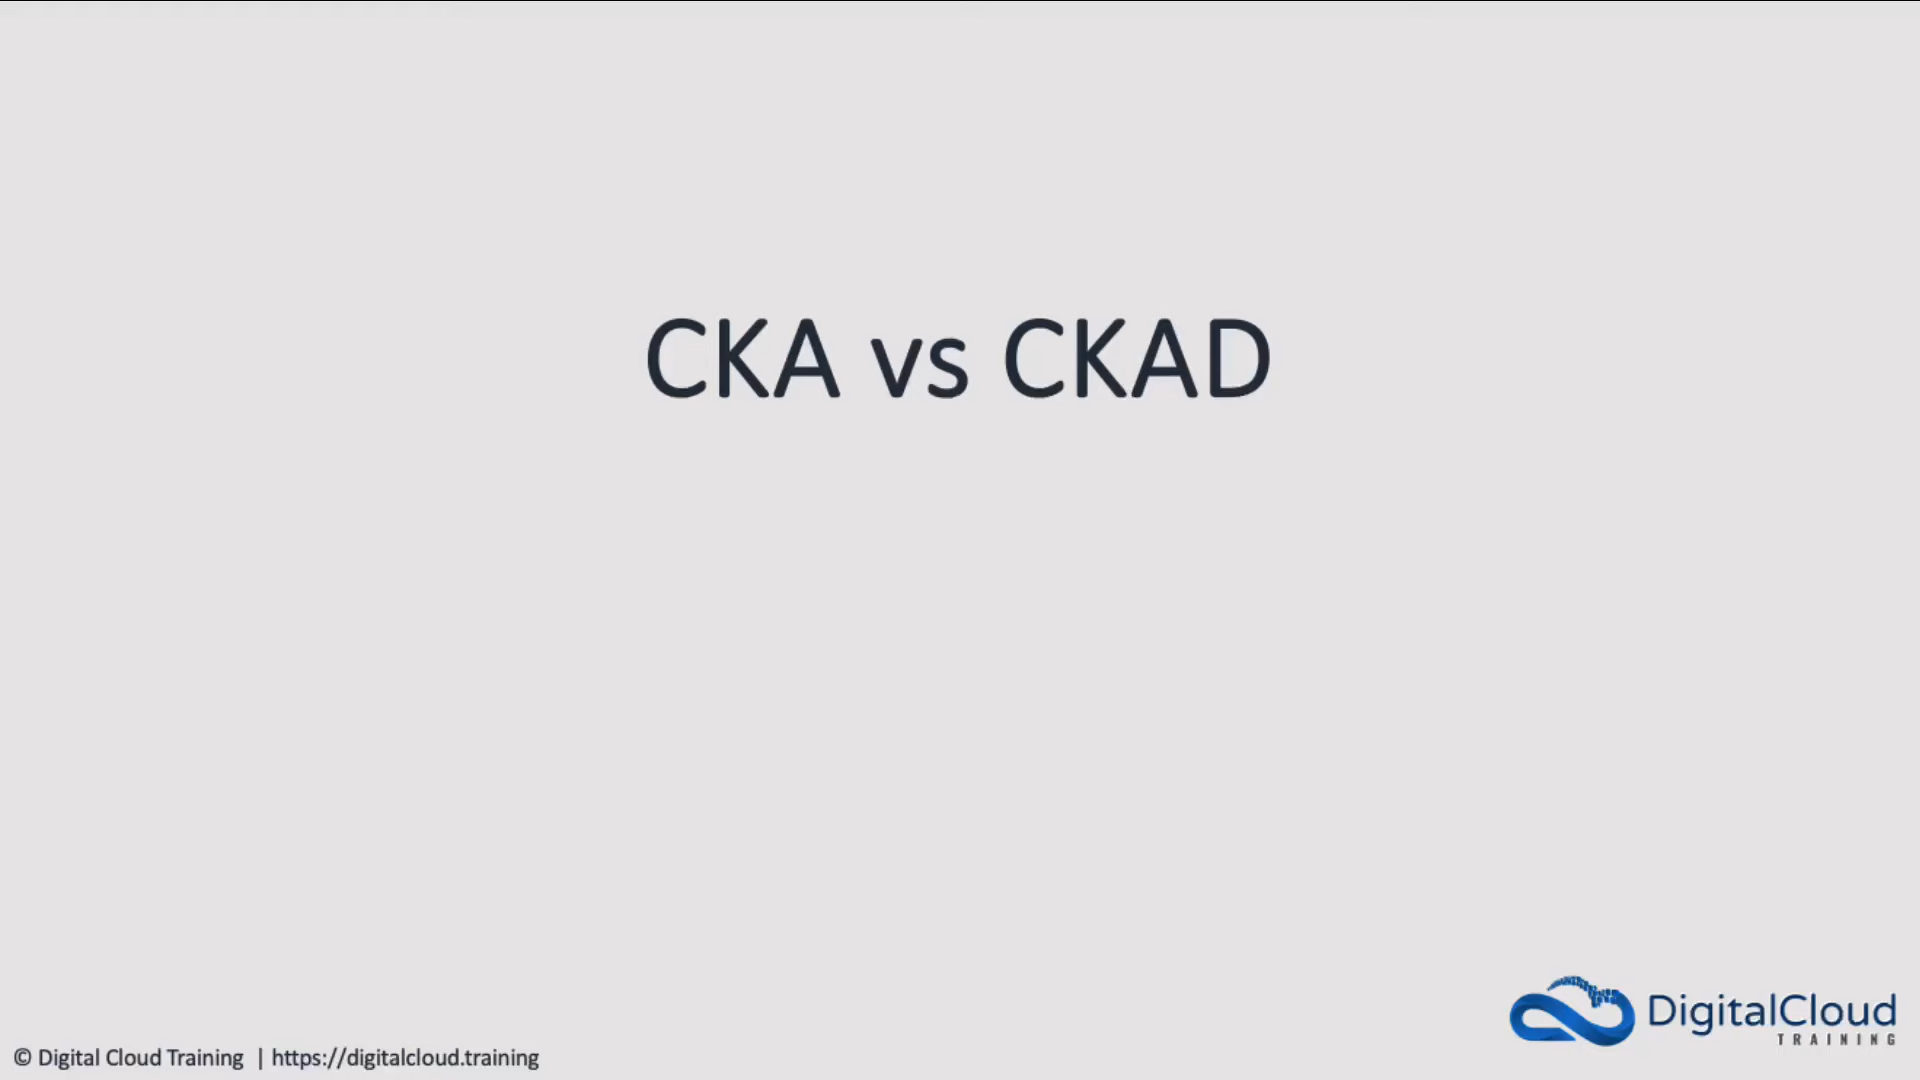 CKA vs CKAD
DigitalCloud
TRAINING
© Digital Cloud Training | https://digitalcloud.training